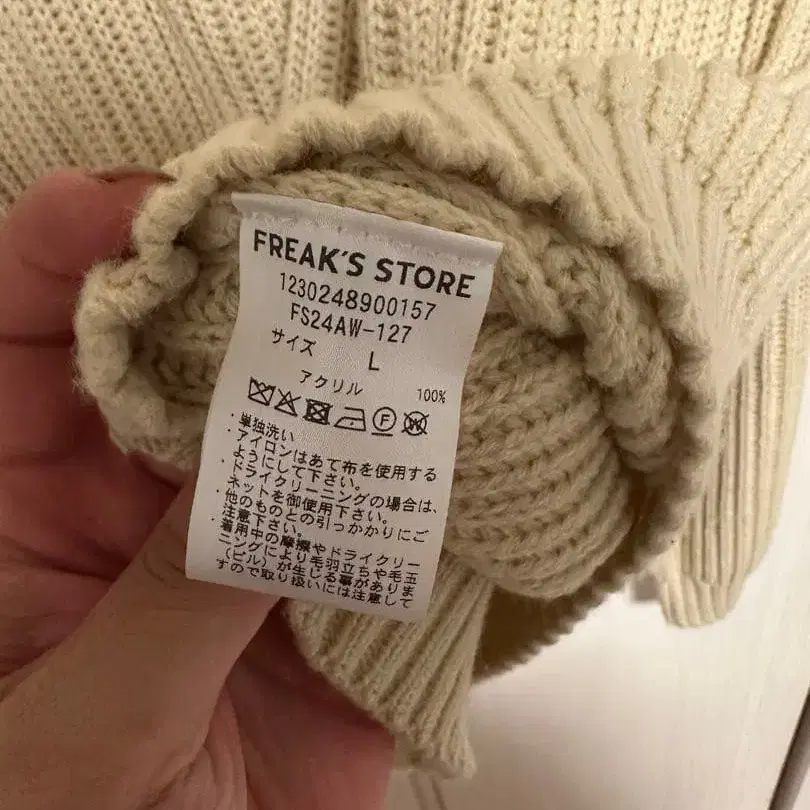 FREAK'S STORE
1230248900157
FS24AW-127
サイズ L
アクリル 100%
F W
・単独洗い
・アイロンはあて布を使用する
ようにして下さい。
・ドライクリーニングの場合は、
ネットを御使用下さい。
・他のものとの引っかかりにご
注意下さい。
・着用中の摩擦やドライクリー
ニングにより毛羽立ちや毛玉
(ピル)が生じる事がありま
すので取り扱いには注意して